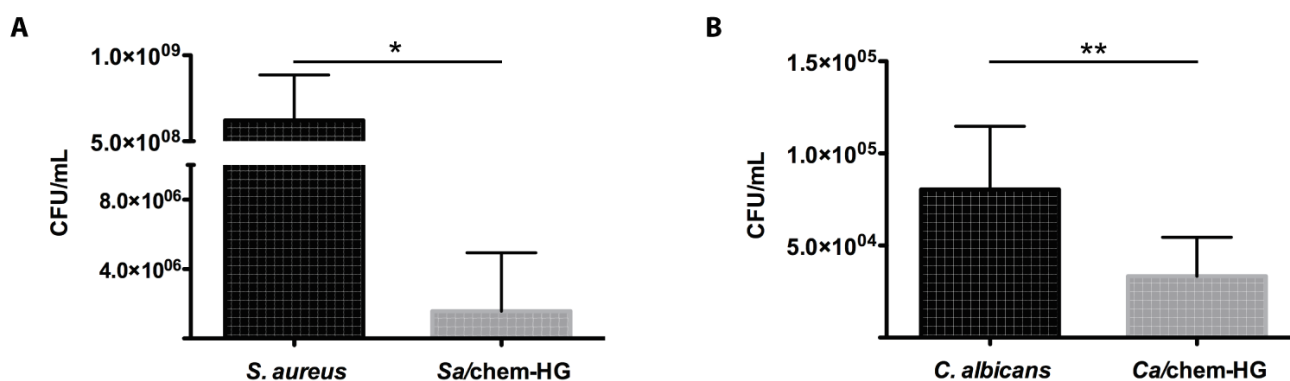 A
CFU/mL
1.0×10⁰⁹
5.0×10⁰⁸
8.0×10⁰⁶
4.0×10⁰⁶
*
S. aureus
Sa/chem-HG
B
CFU/mL
1.5×10⁰⁵
1.0×10⁰⁵
5.0×10⁰⁴
**
C. albicans
Ca/chem-HG